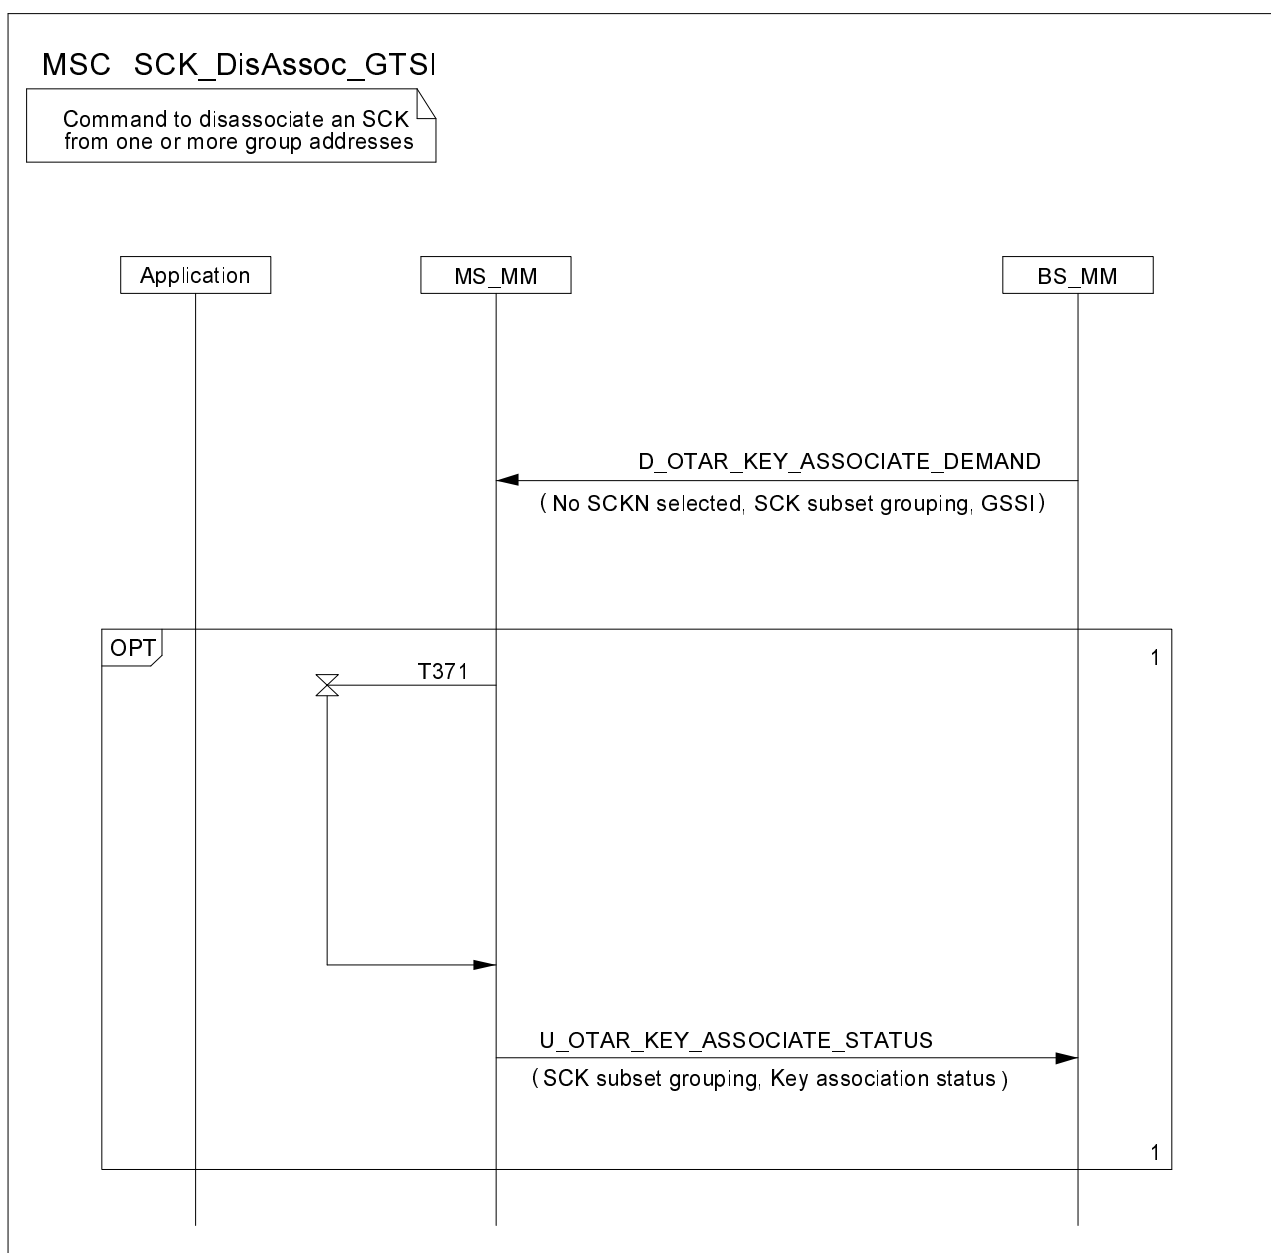 MSC SCK_DisAssoc_GTSI
Command to disassociate an SCK
from one or more group addresses
Application
MS_MM
BS_MM
D_OTAR_KEY_ASSOCIATE_DEMAND
(No SCKN selected, SCK subset grouping, GSSI)
OPT
1
T371
U_OTAR_KEY_ASSOCIATE_STATUS
(SCK subset grouping, Key association status)
1